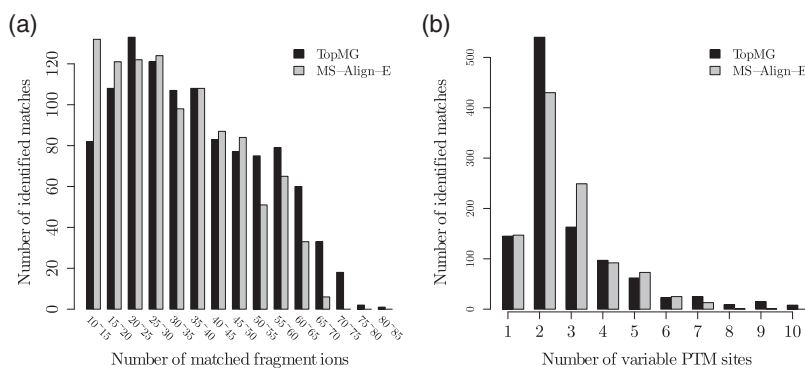 (a)
TopMG
MS–Align–E
Number of identified matches
0 20 40 60 80 100 120
10~15 15~20 20~25 25~30 30~35 35~40 40~45 45~50 50~55 55~60 60~65 65~70 70~75 75~80 80~85
Number of matched fragment ions
(b)
TopMG
MS–Align–E
Number of identified matches
0 100 200 300 400 500
1 2 3 4 5 6 7 8 9 10
Number of variable PTM sites